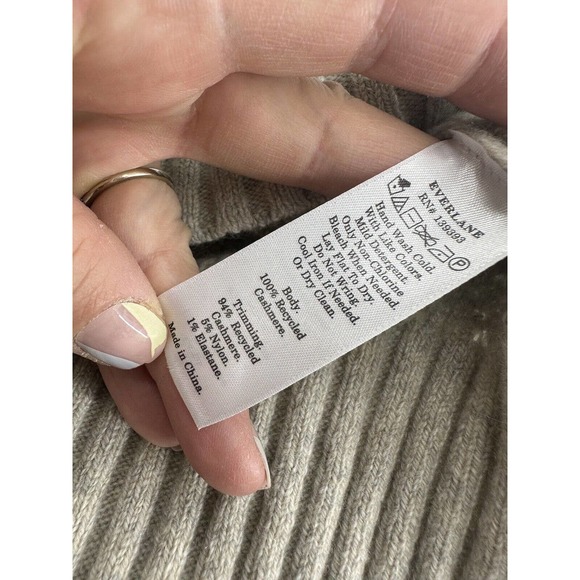 EVERLANE
RN# 139393
P
Hand Wash Cold.
With Like Colors.
Mild Detergent.
Only Non-Chlorine
Bleach When Needed.
Lay Flat To Dry.
Do Not Wring.
Cool Iron If Needed.
Or Dry Clean.
Body.
100% Recycled
Cashmere.
Trimming.
94% Recycled
Cashmere.
5% Nylon.
1% Elastane.
Made in China.